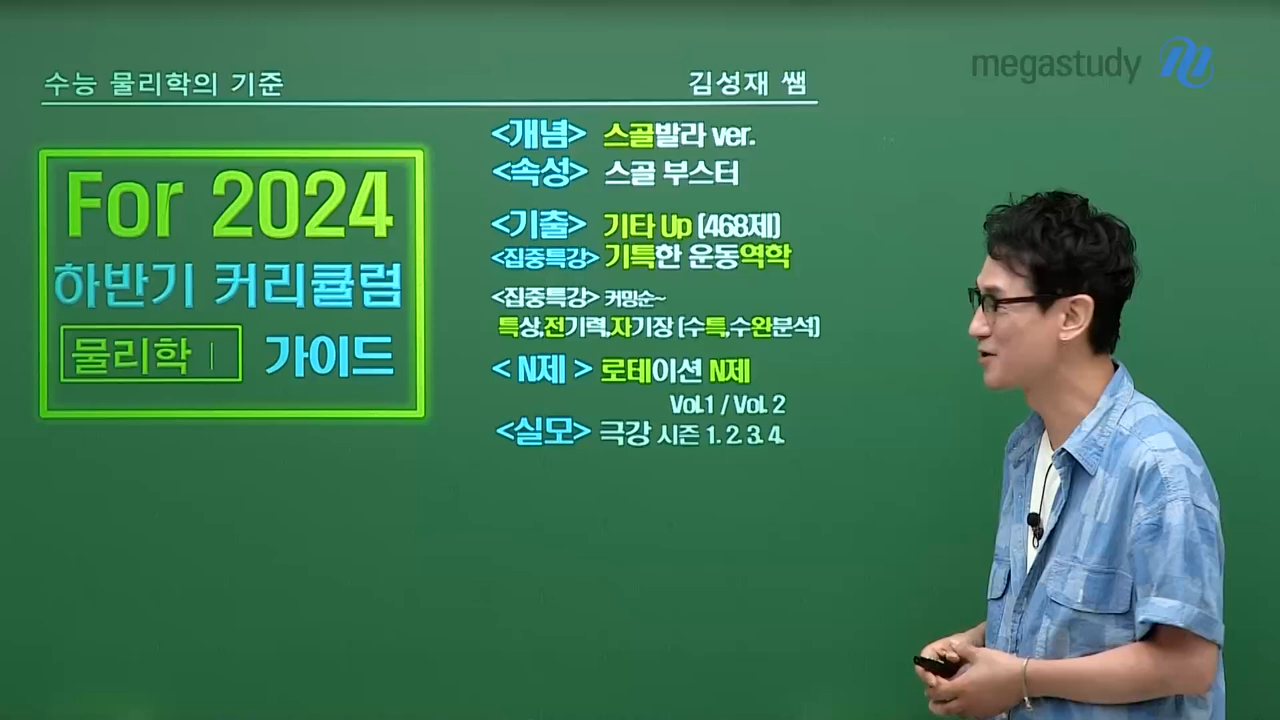 수능 물리학의 기준
김성재 쌤
megastudy
For 2024
하반기 커리큘럼
물리학 Ⅰ 가이드
<개념> 스골발라 ver.
<속성> 스골 부스터
<기출> 기타 Up (468제)
<집중특강> 기특한 운동역학
<집중특강> 커밍순~
특상,전기력,자기장 (수특,수완분석)
< N제 > 로테이션 N제
Vol.1 / Vol. 2
<실모> 극강 시즌 1. 2. 3. 4.